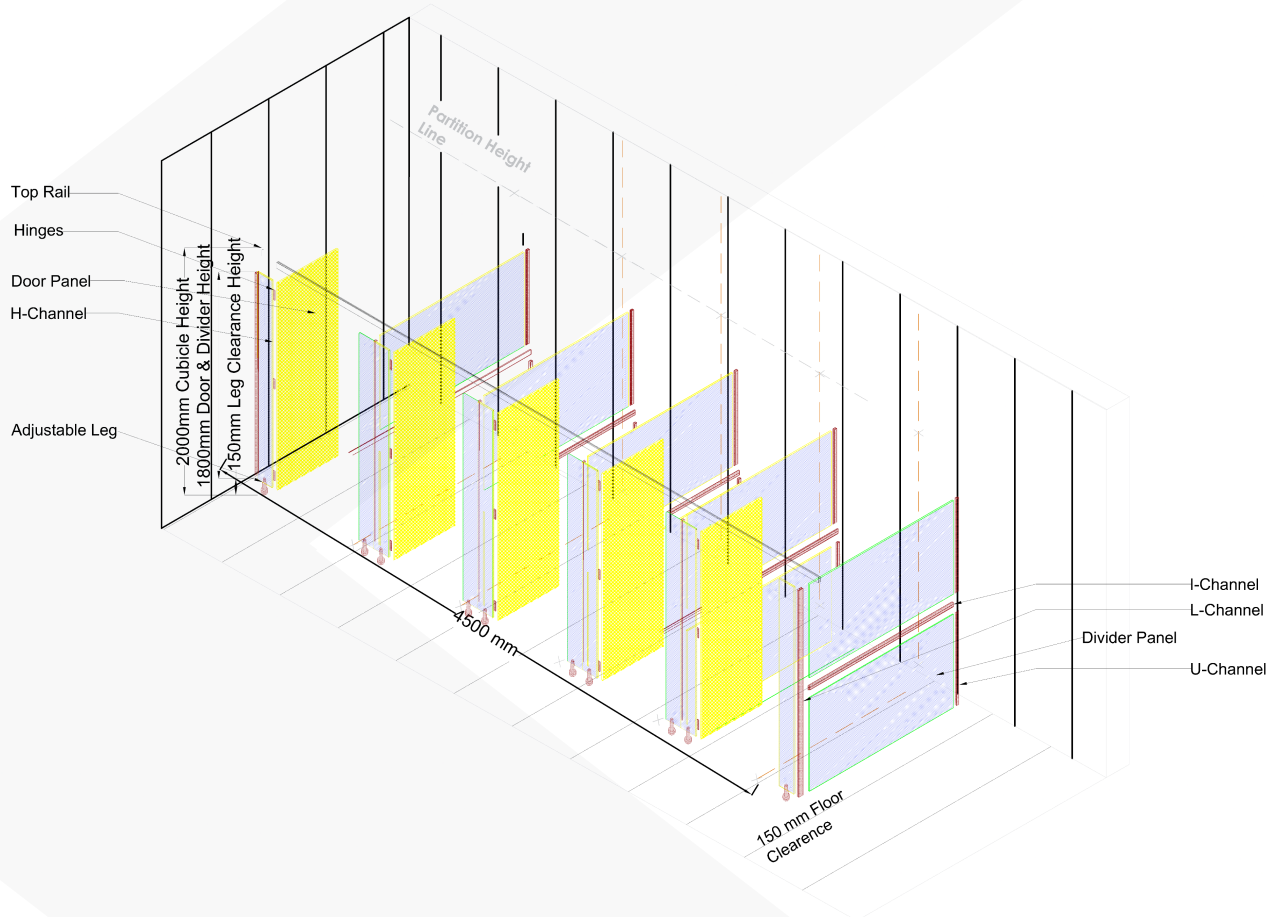 Partition Height
Line
Top Rail
Hinges
Door Panel
H-Channel
Adjustable Leg
2000mm Cubicle Height
1800mm Door & Divider Height
150mm Leg Clearance Height
4500 mm
I-Channel
L-Channel
Divider Panel
U-Channel
150 mm Floor
Clearence